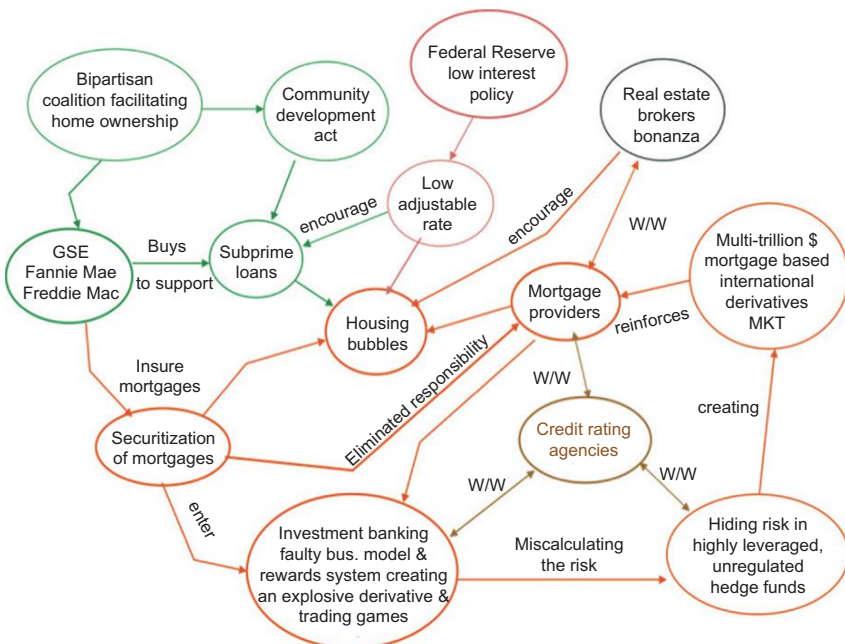 Bipartisan
coalition facilitating
home ownership
Community
development
act
Federal Reserve
low interest
policy
Real estate
brokers
bonanza
Low
adjustable
rate
encourage
encourage
W/W
GSE
Fannie Mae
Freddie Mac
Buys
to support
Subprime
loans
Multi-trillion $
mortgage based
international
derivatives
MKT
Mortgage
providers
reinforces
Housing
bubbles
Insure
mortgages
Eliminated responsibility
W/W
creating
Securitization
of mortgages
Credit rating
agencies
W/W
W/W
enter
Investment banking
faulty bus. model &
rewards system creating
an explosive derivative &
trading games
Miscalculating
the risk
Hiding risk in
highly leveraged,
unregulated
hedge funds